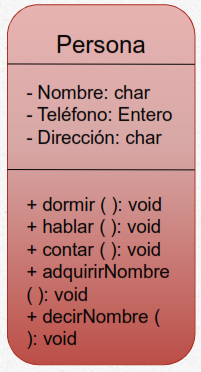 Persona
- Nombre: char
- Teléfono: Entero
- Dirección: char
+ dormir ( ): void
+ hablar ( ): void
+ contar ( ): void
+ adquirirNombre
( ): void
+ decirNombre (
): void